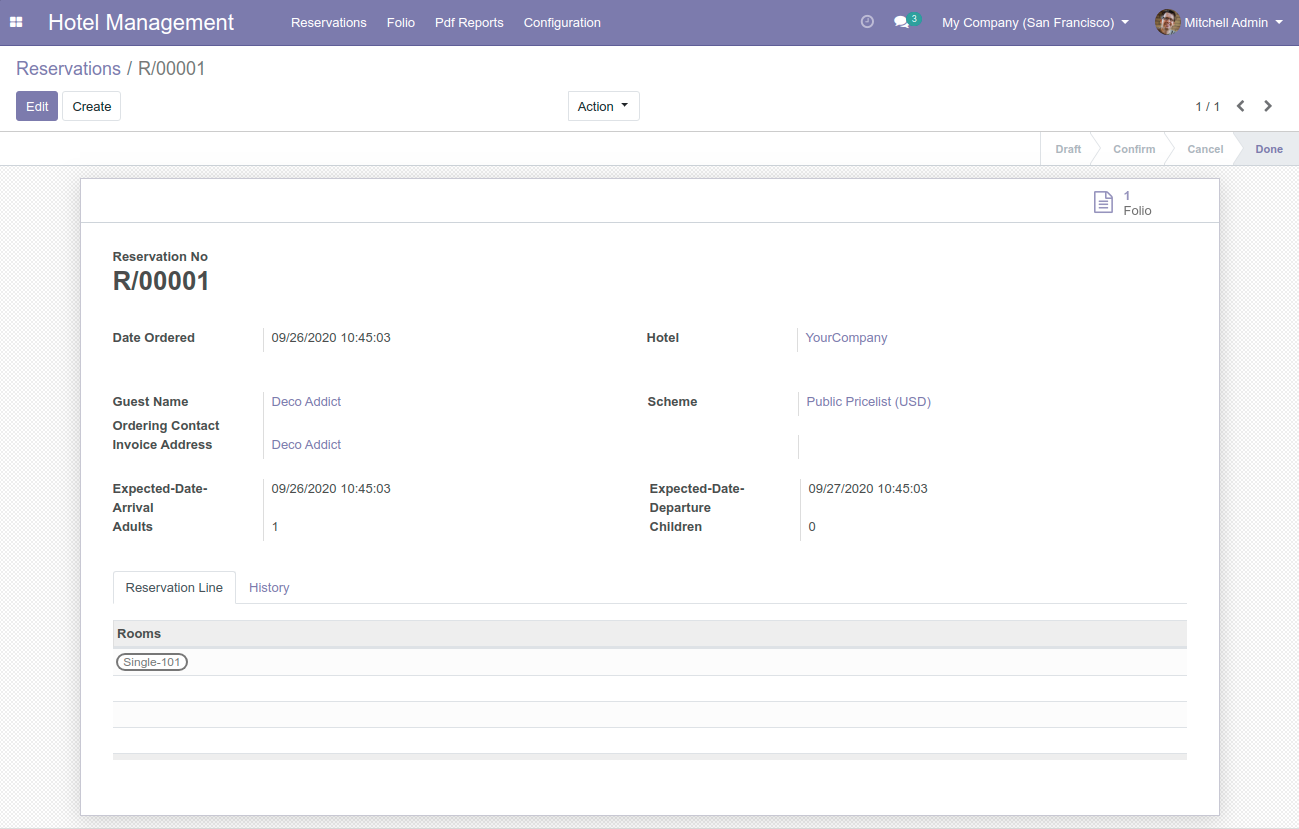 Hotel Management Reservations Folio Pdf Reports Configuration 3 My Company (San Francisco) Mitchell Admin
Reservations / R/00001
Edit Create Action 1 / 1
Draft Confirm Cancel Done
1
Folio
Reservation No
R/00001
Date Ordered 09/26/2020 10:45:03 Hotel YourCompany
Guest Name Deco Addict Scheme Public Pricelist (USD)
Ordering Contact
Invoice Address Deco Addict
Expected-Date- 09/26/2020 10:45:03 Expected-Date- 09/27/2020 10:45:03
Arrival Departure
Adults 1 Children 0
Reservation Line History
Rooms
Single-101